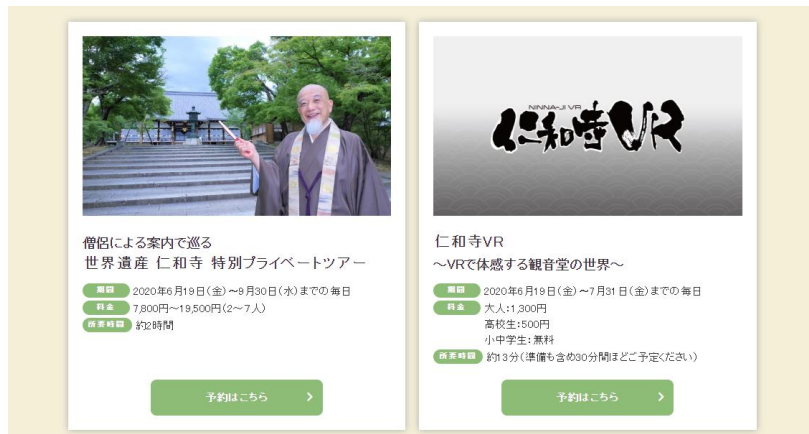 僧侶による案内で巡る
世界遺産 仁和寺 特別プライベートツアー
期間 2020年6月19日(金)~9月30日(水)までの毎日
料金 7,800円~19,500円(2~7人)
所要時間 約2時間
予約はこちら
NINNA-JI VR
仁和寺VR
仁和寺VR
~VRで体感する観音堂の世界~
期間 2020年6月19日(金)~7月31日(金)までの毎日
料金 大人:1,300円
高校生:500円
小中学生:無料
所要時間 約13分(準備も含め30分間ほどご予定ください)
予約はこちら